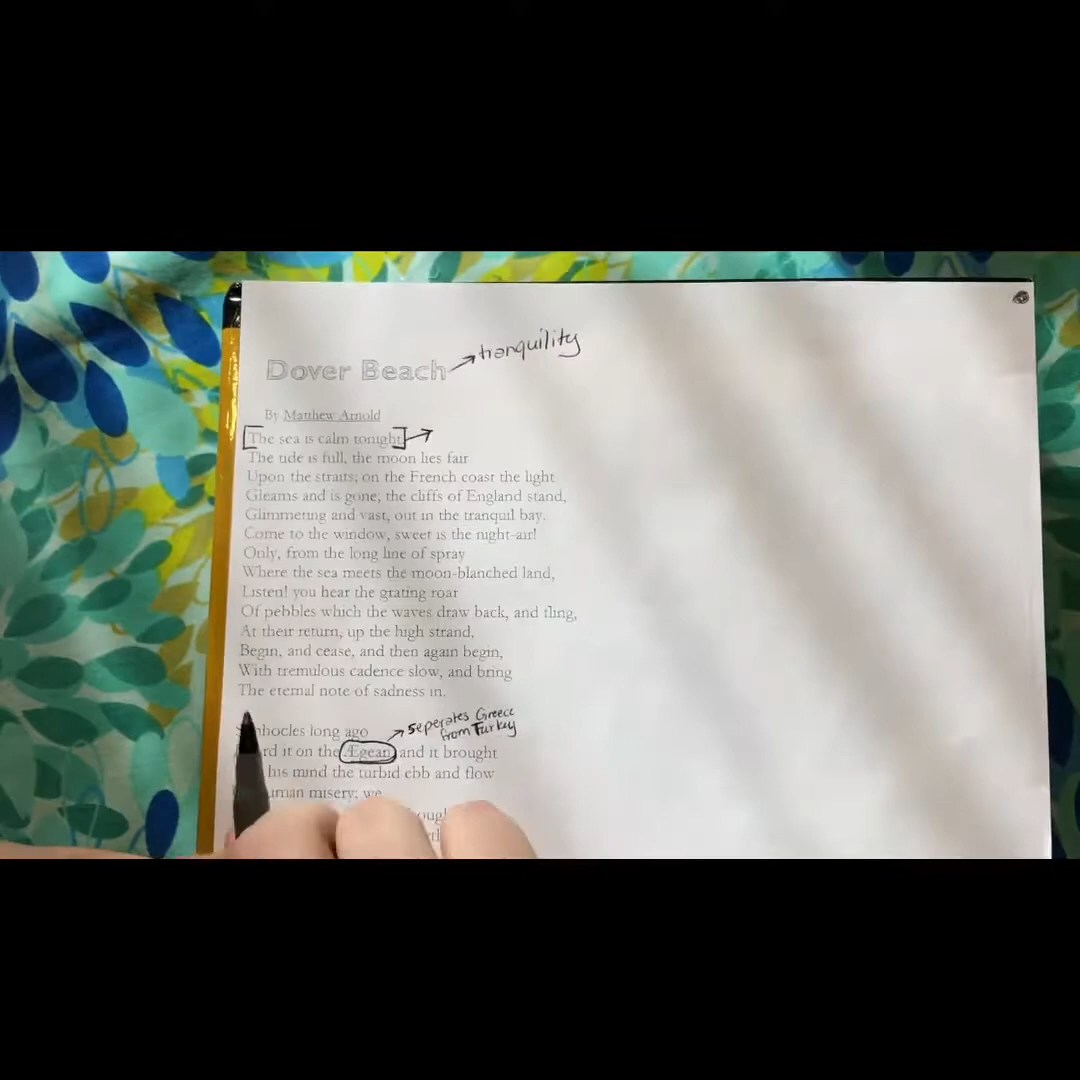 Dover Beach → tranquility
By Matthew Arnold
[The sea is calm tonight.] →
The tide is full, the moon lies fair
Upon the straits; on the French coast the light
Gleams and is gone; the cliffs of England stand,
Glimmering and vast, out in the tranquil bay.
Come to the window, sweet is the night-air!
Only, from the long line of spray
Where the sea meets the moon-blanched land,
Listen! you hear the grating roar
Of pebbles which the waves draw back, and fling,
At their return, up the high strand,
Begin, and cease, and then again begin,
With tremulous cadence slow, and bring
The eternal note of sadness in.
→ seperates Greece
from Turkey
long ago
it on the Ægean, and it brought
his mind the turbid ebb and flow
misery; we